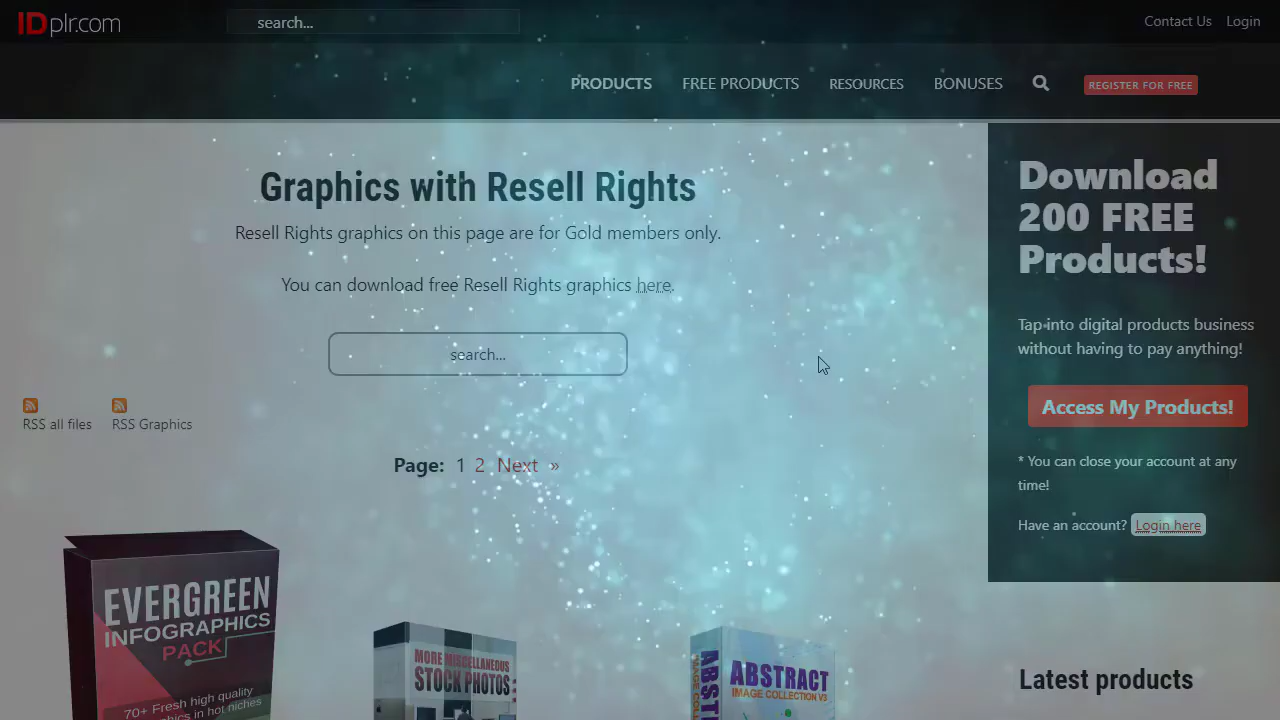 IDplr.com
search...
Contact Us Login
PRODUCTS FREE PRODUCTS RESOURCES BONUSES REGISTER FOR FREE
Graphics with Resell Rights
Resell Rights graphics on this page are for Gold members only.
You can download free Resell Rights graphics here.
search...
RSS all files RSS Graphics
Page: 1 2 Next »
EVERGREEN
INFOGRAPHICS
PACK
70+ Fresh high quality
graphics in hot niches
MORE MISCELLANEOUS
STOCK PHOTOS
ABSTRACT
IMAGE COLLECTION V3
Download
200 FREE
Products!
Tap into digital products business
without having to pay anything!
Access My Products!
* You can close your account at any
time!
Have an account? Login here
Latest products